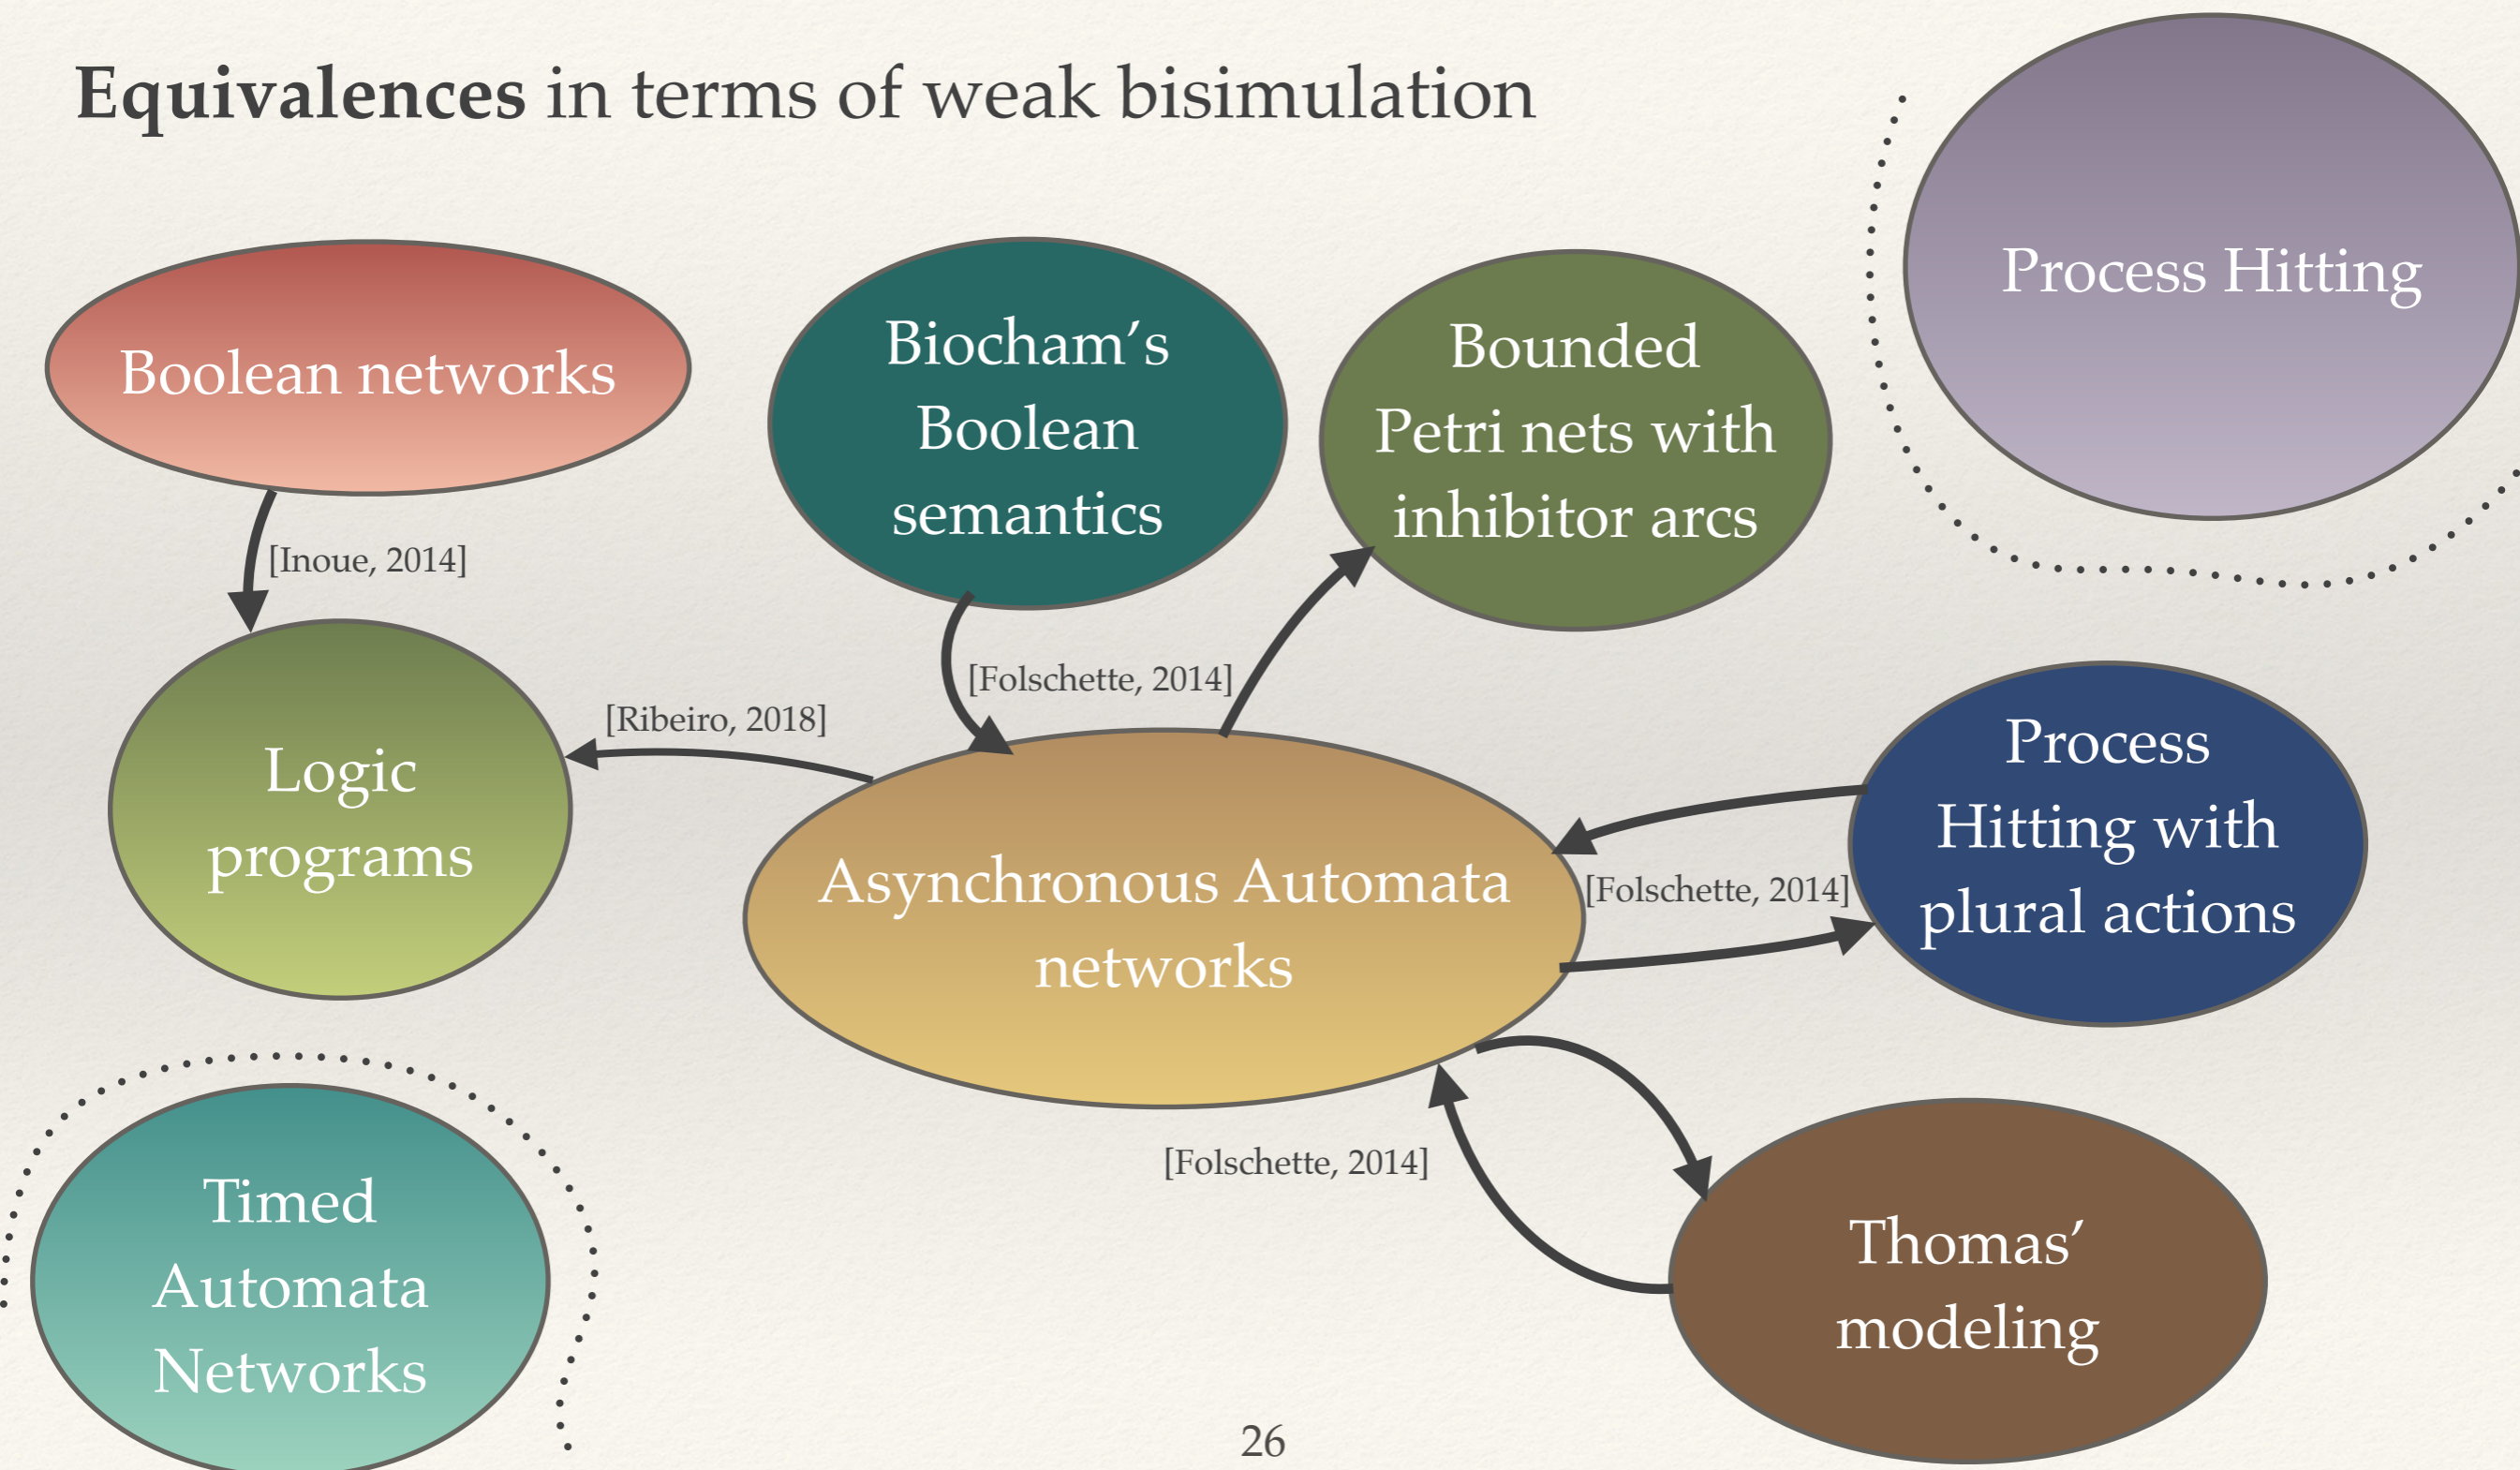 Equivalences in terms of weak bisimulation
Process Hitting
Boolean networks
Biocham’s
Boolean
semantics
Bounded
Petri nets with
inhibitor arcs
[Inoue, 2014]
[Folschette, 2014]
[Ribeiro, 2018]
Logic
programs
Asynchronous Automata
networks
[Folschette, 2014]
Process
Hitting with
plural actions
[Folschette, 2014]
Timed
Automata
Networks
Thomas’
modeling
26